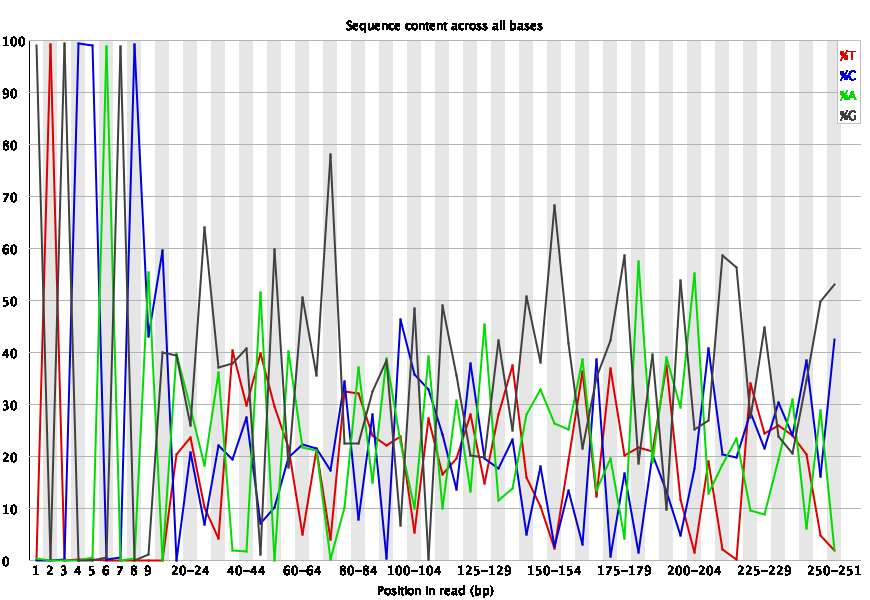 Sequence content across all bases
100
90
80
70
60
50
40
30
20
10
0
%T
%C
%A
%G
1 2 3 4 5 6 7 8 9 20-24 40-44 60-64 80-84 100-104 125-129 150-154 175-179 200-204 225-229 250-251
Position in read (bp)